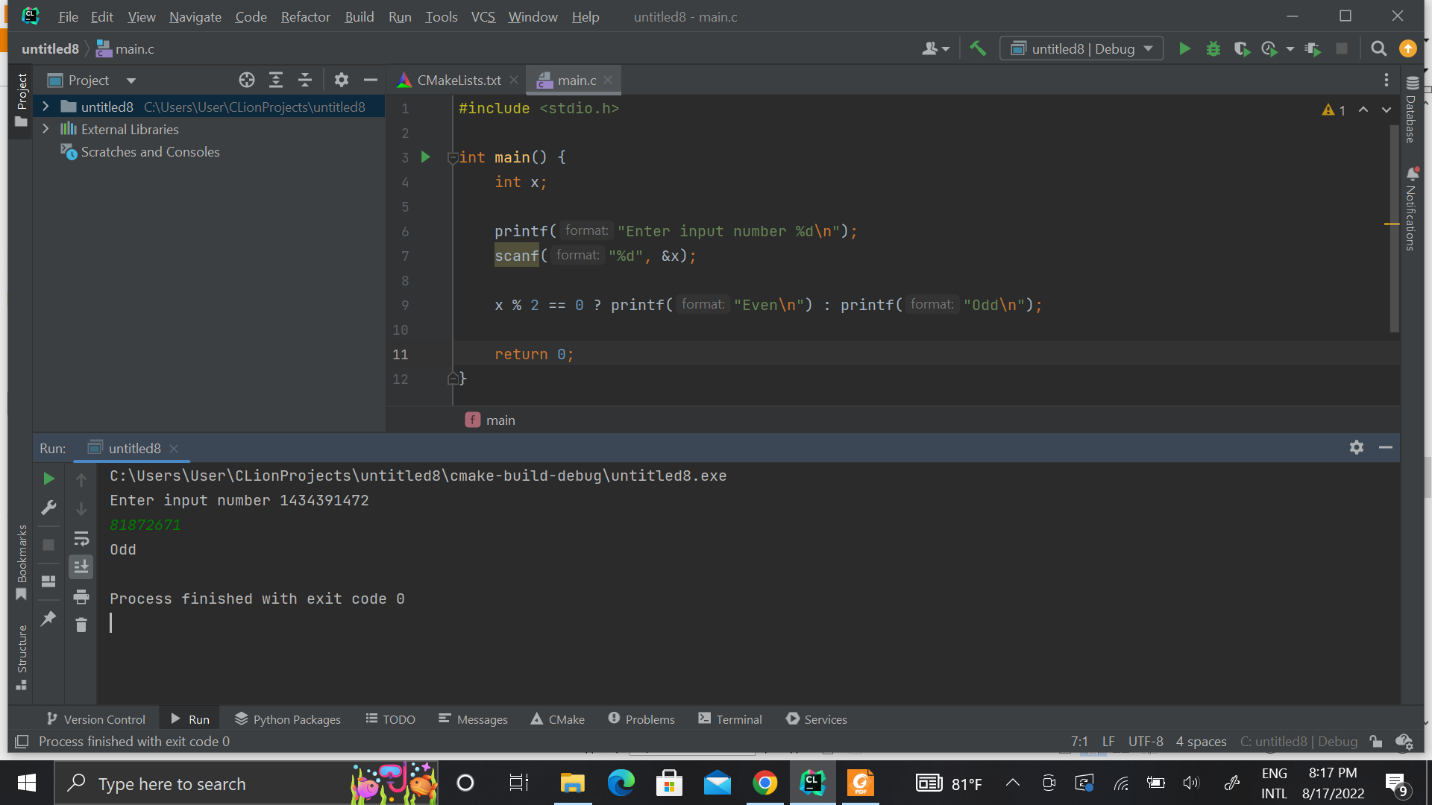 File Edit View Navigate Code Refactor Build Run Tools VCS Window Help untitled8 - main.c
untitled8 main.c untitled8 | Debug
Project
Project
CMakeLists.txt main.c
untitled8 C:\Users\User\CLionProjects\untitled8
External Libraries
Scratches and Consoles
1 #include <stdio.h>
2
3 int main() {
4 int x;
5
6 printf( format: "Enter input number %d\n");
7 scanf( format: "%d", &x);
8
9 x % 2 == 0 ? printf( format: "Even\n") : printf( format: "Odd\n");
10
11 return 0;
12 }
1
Database
Notifications
f main
Run: untitled8
C:\Users\User\CLionProjects\untitled8\cmake-build-debug\untitled8.exe
Enter input number 1434391472
81872671
Odd
Process finished with exit code 0
Bookmarks
Structure
Version Control Run Python Packages TODO Messages CMake Problems Terminal Services
Process finished with exit code 0 7:1 LF UTF-8 4 spaces C: untitled8 | Debug
Type here to search
81°F
ENG
INTL
8:17 PM
8/17/2022
9
CL
CL
PDF